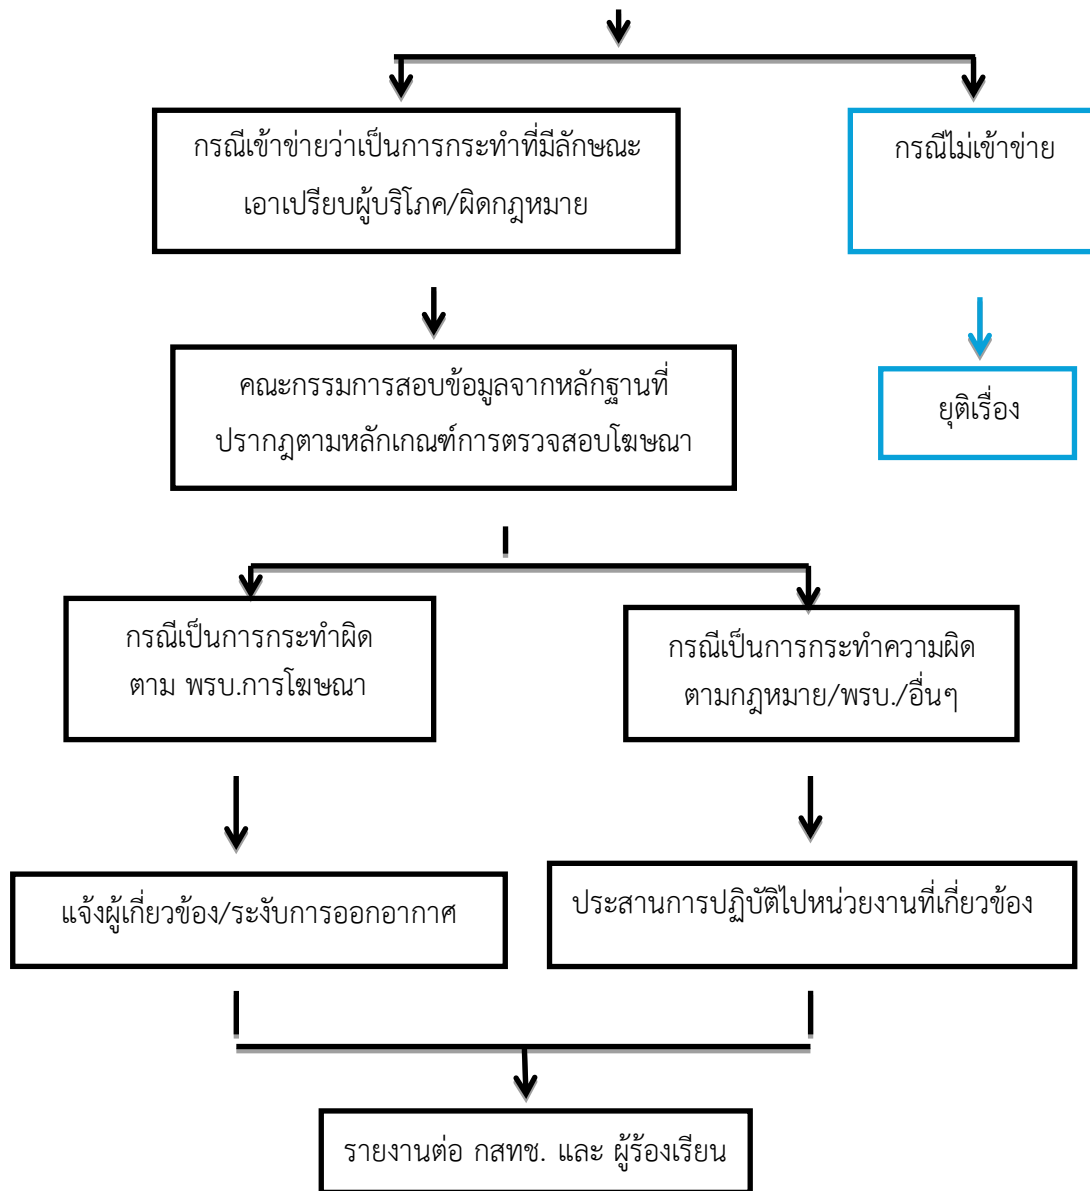 กรณีเข้าข่ายว่าเป็นการกระทำที่มีลักษณะ
เอาเปรียบผู้บริโภค/ผิดกฎหมาย
กรณีไม่เข้าข่าย
คณะกรรมการสอบข้อมูลจากหลักฐานที่
ปรากฎตามหลักเกณฑ์การตรวจสอบโฆษณา
ยุติเรื่อง
กรณีเป็นการกระทำผิด
ตาม พรบ.การโฆษณา
กรณีเป็นการกระทำความผิด
ตามกฎหมาย/พรบ./อื่นๆ
แจ้งผู้เกี่ยวข้อง/ระงับการออกอากาศ
ประสานการปฏิบัติไปหน่วยงานที่เกี่ยวข้อง
รายงานต่อ กสทช. และ ผู้ร้องเรียน